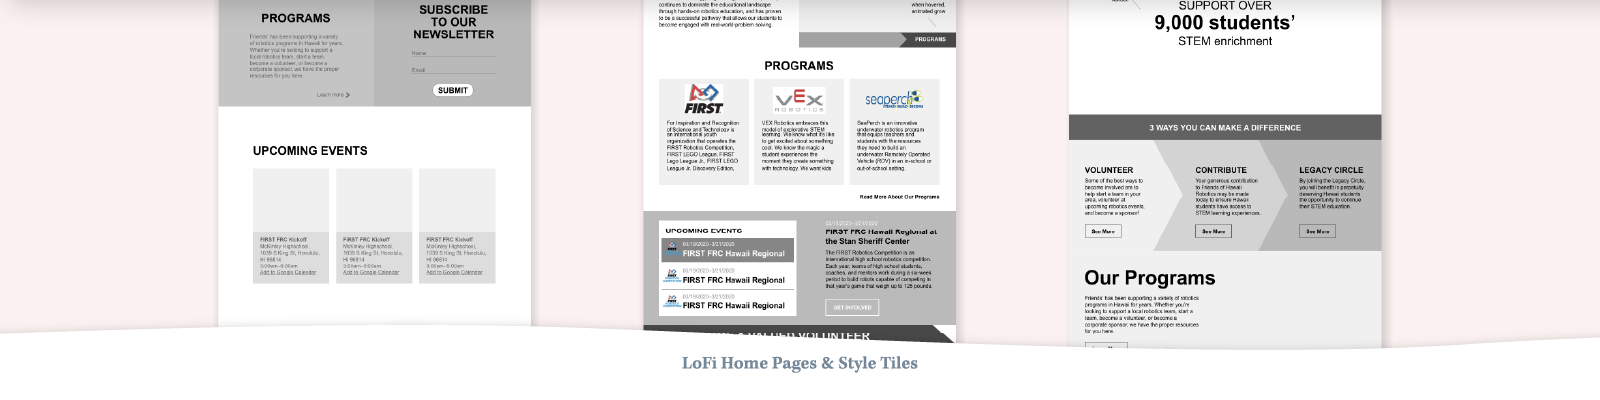 PROGRAMS
Friends' has been supporting a variety
of robotics programs in Hawaii for years.
Whether you're looking to support a
local robotics team, start a team,
become a volunteer, or become a
corporate sponsor, we have the proper
resources for you here.
Learn more
SUBSCRIBE
TO OUR
NEWSLETTER
Name
Email
SUBMIT
UPCOMING EVENTS
FIRST FRC Kickoff
McKinley Highschool,
1039 S King St, Honolulu,
HI 96814
Add to Google Calendar
FIRST FRC Kickoff
McKinley Highschool,
1039 S King St, Honolulu,
HI 96814
Add to Google Calendar
FIRST FRC Kickoff
McKinley Highschool,
1039 S King St, Honolulu,
HI 96814
Add to Google Calendar
continues to dominate the educational landscape
through hands-on robotics education, and has proven
to be a successful pathway that allows our students to
become engaged with real-world-problem solving.
when hovered,
animated grow
PROGRAMS
PROGRAMS
FIRST
For Inspiration and Recognition
of Science and Technology is
an international youth
organization that operates the
FIRST Robotics Competition,
FIRST LEGO League, FIRST
Lego League Jr., FIRST LEGO
League Jr. Discovery Edition,
VEX
ROBOTICS
VEX Robotics embraces this
model of explorative STEM
learning. We know what it's like
to get excited about something
cool. We know the magic a
student experiences the
moment they create something
with technology. We want kids
seaperch
SeaPerch is an innovative
underwater robotics program
that equips teachers and
students with the resources
they need to build an
underwater Remotely Operated
Vehicle (ROV) in an in-school or
out-of-school setting.
Read More About Our Programs
UPCOMING EVENTS
03/19/2020-3/21/2020
FIRST FRC Hawaii Regional
03/19/2020-3/21/2020
FIRST FRC Hawaii Regional
03/19/2020-3/21/2020
FIRST FRC Hawaii Regional
03/19/2020-3/21/2020
FIRST FRC Hawaii Regional at
the Stan Sheriff Center
The FIRST Robotics Competition is an
international high school robotics competition.
Each year, teams of high school students,
coaches, and mentors work during a six-week
period to build robots capable of competing in
that year's game that weigh up to 125 pounds.
GET INVOLVED
A VALUED VOLUNTEER
SUPPORT OVER
9,000 students'
STEM enrichment
3 WAYS YOU CAN MAKE A DIFFERENCE
VOLUNTEER
Some of the best ways to
become involved are to
help start a team in your
area, volunteer at
upcoming robotics events,
and become a sponsor!
See More
CONTRIBUTE
Your generous contribution
to Friends of Hawaii
Robotics may be made
today to ensure Hawaii
students have access to
STEM learning experiences.
See More
LEGACY CIRCLE
By joining the Legacy Circle,
you will benefit in perpetuity
deserving Hawaii students
the opportunity to continue
their STEM education.
See More
Our Programs
Friends' has been supporting a variety of robotics
programs in Hawaii for years. Whether you're
looking to support a local robotics team, start a
team, become a volunteer, or become a
corporate sponsor, we have the proper resources
for you here.
LoFi Home Pages & Style Tiles